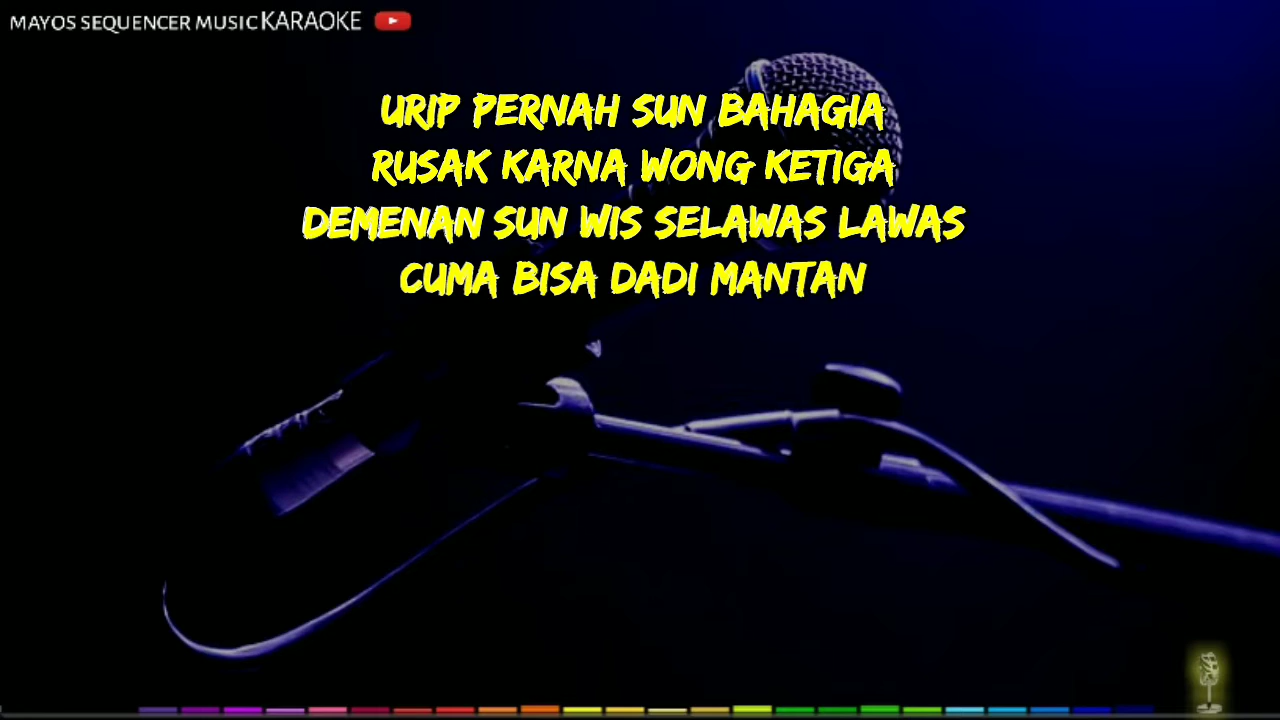 MAYOS SEQUENCER MUSIC KARAOKE
URIP PERNAH SUN BAHAGIA
RUSAK KARNA WONG KETIGA
DEMENAN SUN WIS SELAWAS LAWAS
CUMA BISA DADI MANTAN